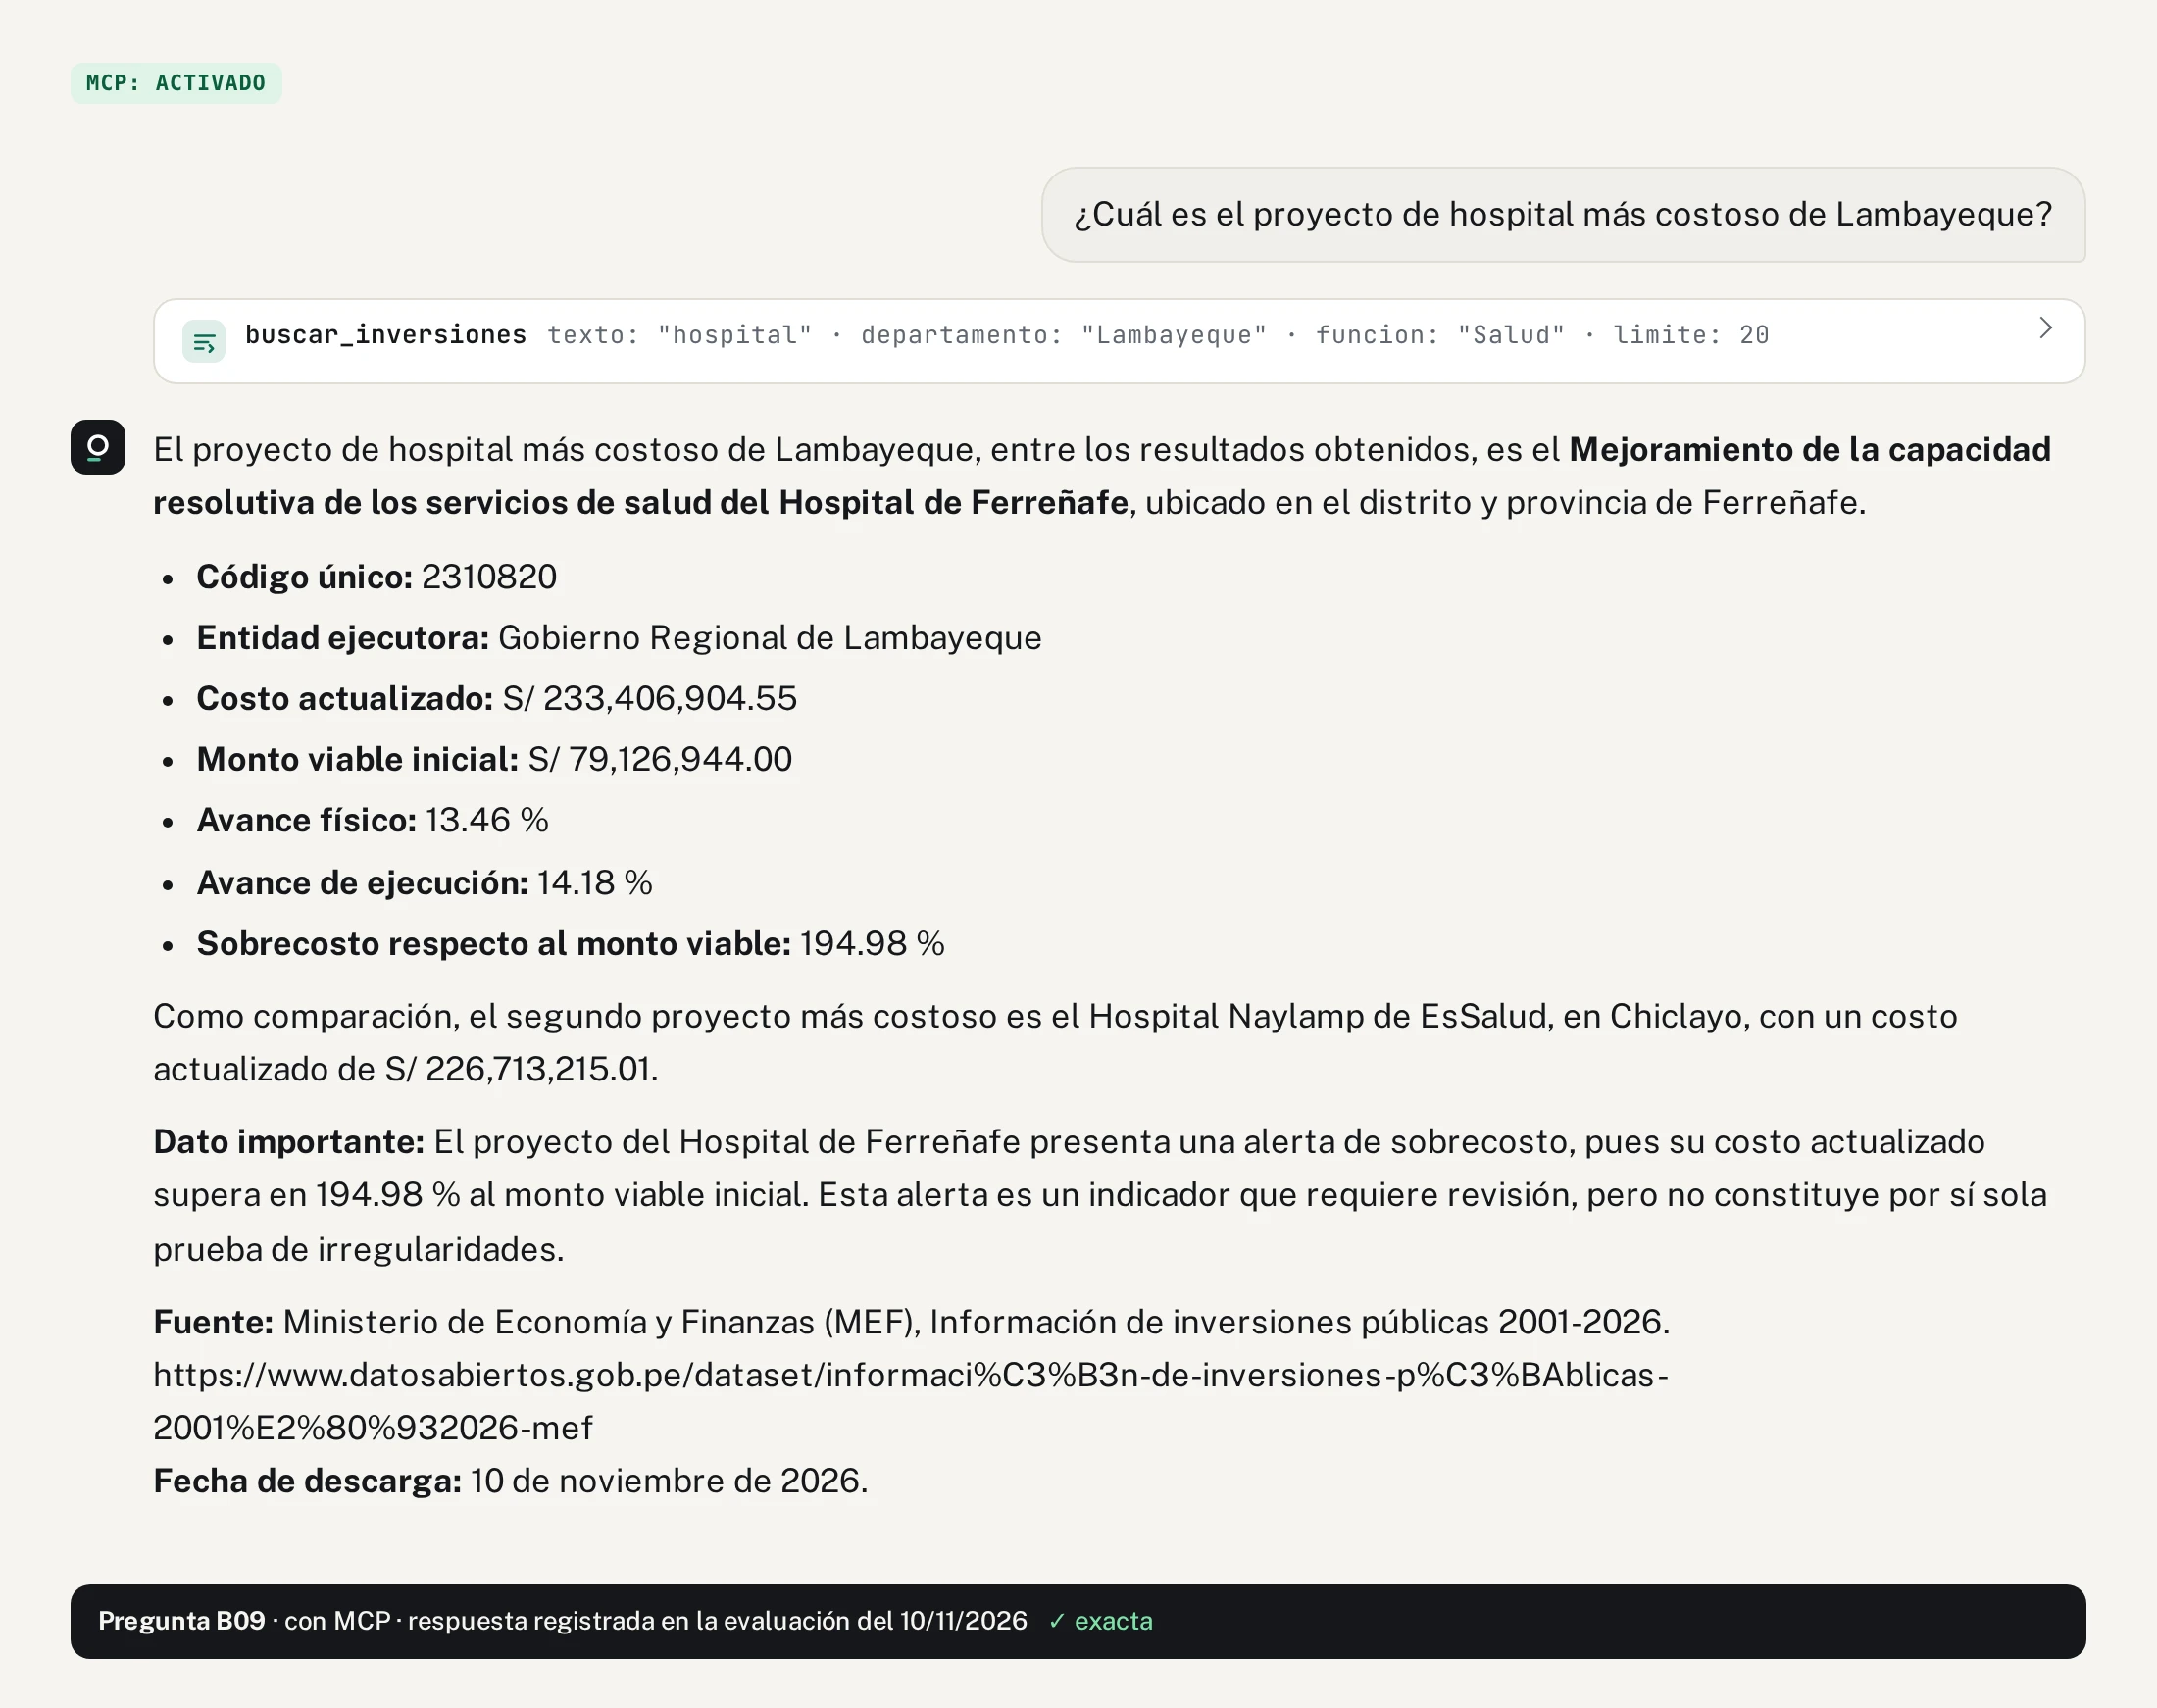 MCP: ACTIVADO
¿Cuál es el proyecto de hospital más costoso de Lambayeque?
buscar_inversiones texto: "hospital" · departamento: "Lambayeque" · funcion: "Salud" · limite: 20
El proyecto de hospital más costoso de Lambayeque, entre los resultados obtenidos, es el Mejoramiento de la capacidad
resolutiva de los servicios de salud del Hospital de Ferreñafe, ubicado en el distrito y provincia de Ferreñafe.
• Código único: 2310820
• Entidad ejecutora: Gobierno Regional de Lambayeque
• Costo actualizado: S/ 233,406,904.55
• Monto viable inicial: S/ 79,126,944.00
• Avance físico: 13.46 %
• Avance de ejecución: 14.18 %
• Sobrecosto respecto al monto viable: 194.98 %
Como comparación, el segundo proyecto más costoso es el Hospital Naylamp de EsSalud, en Chiclayo, con un costo
actualizado de S/ 226,713,215.01.
Dato importante: El proyecto del Hospital de Ferreñafe presenta una alerta de sobrecosto, pues su costo actualizado
supera en 194.98 % al monto viable inicial. Esta alerta es un indicador que requiere revisión, pero no constituye por sí sola
prueba de irregularidades.
Fuente: Ministerio de Economía y Finanzas (MEF), Información de inversiones públicas 2001-2026.
https://www.datosabiertos.gob.pe/dataset/informaci%C3%B3n-de-inversiones-p%C3%BAblicas-
2001%E2%80%932026-mef
Fecha de descarga: 10 de noviembre de 2026.
Pregunta B09 · con MCP · respuesta registrada en la evaluación del 10/11/2026 ✓ exacta